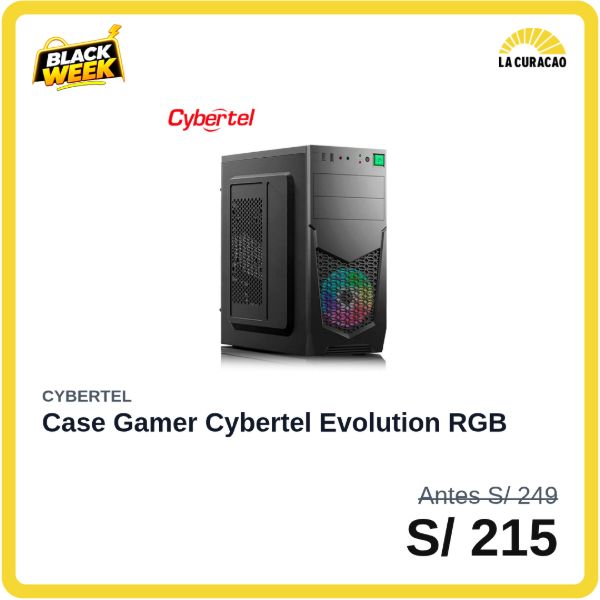 BLACK
WEEK
LA CURACAO
Cybertel
CYBERTEL
Case Gamer Cybertel Evolution RGB
Antes S/ 249
S/ 215